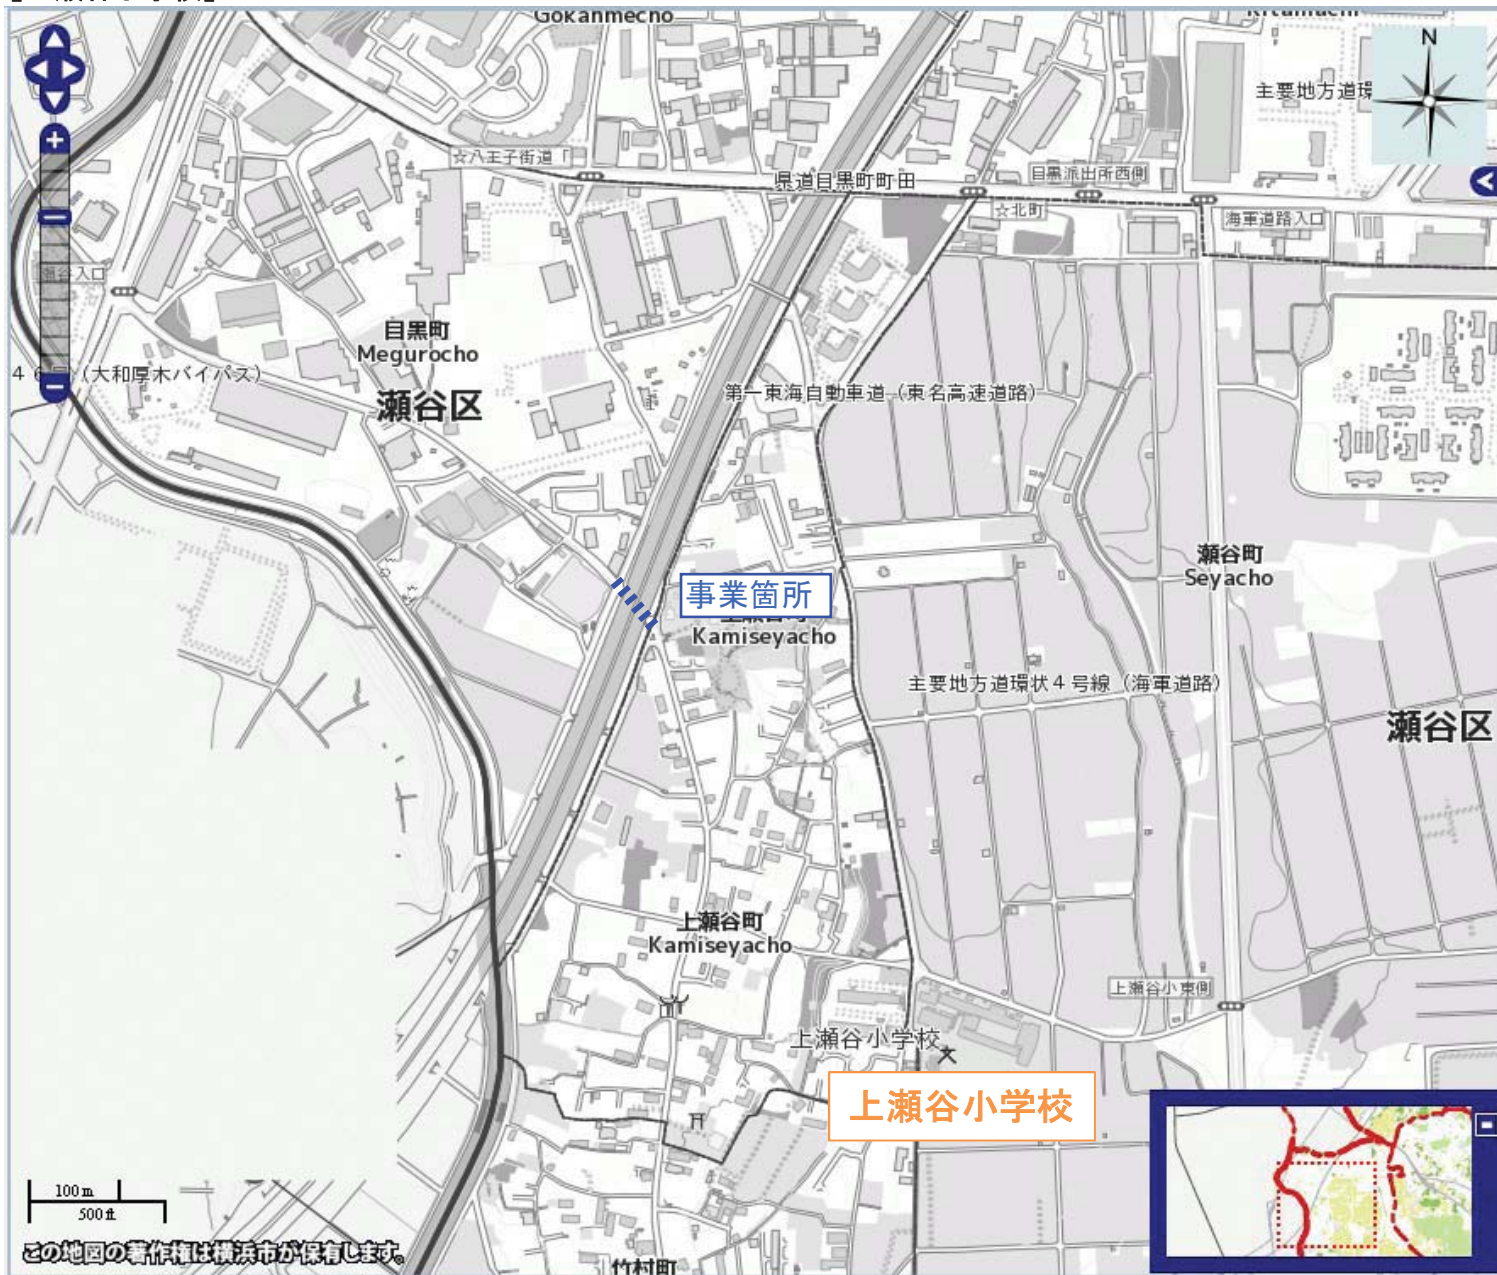 Gokanmecho
N
主要地方道環
☆八王子街道「
県道目黒町町田
目黒派出所西側
☆北町
海軍道路入口
瀬谷入口
目黒町
Megurocho
瀬谷区
(大和厚木バイパス)
第一東海自動車道(東名高速道路)
瀬谷町
Seyacho
事業箇所
Kamiseyacho
主要地方道環状4号線(海軍道路)
瀬谷区
上瀬谷町
Kamiseyacho
上瀬谷小東側
上瀬谷小学校
文
上瀬谷小学校
100 m
500 ft
この地図の著作権は横浜市が保有します。
竹村町